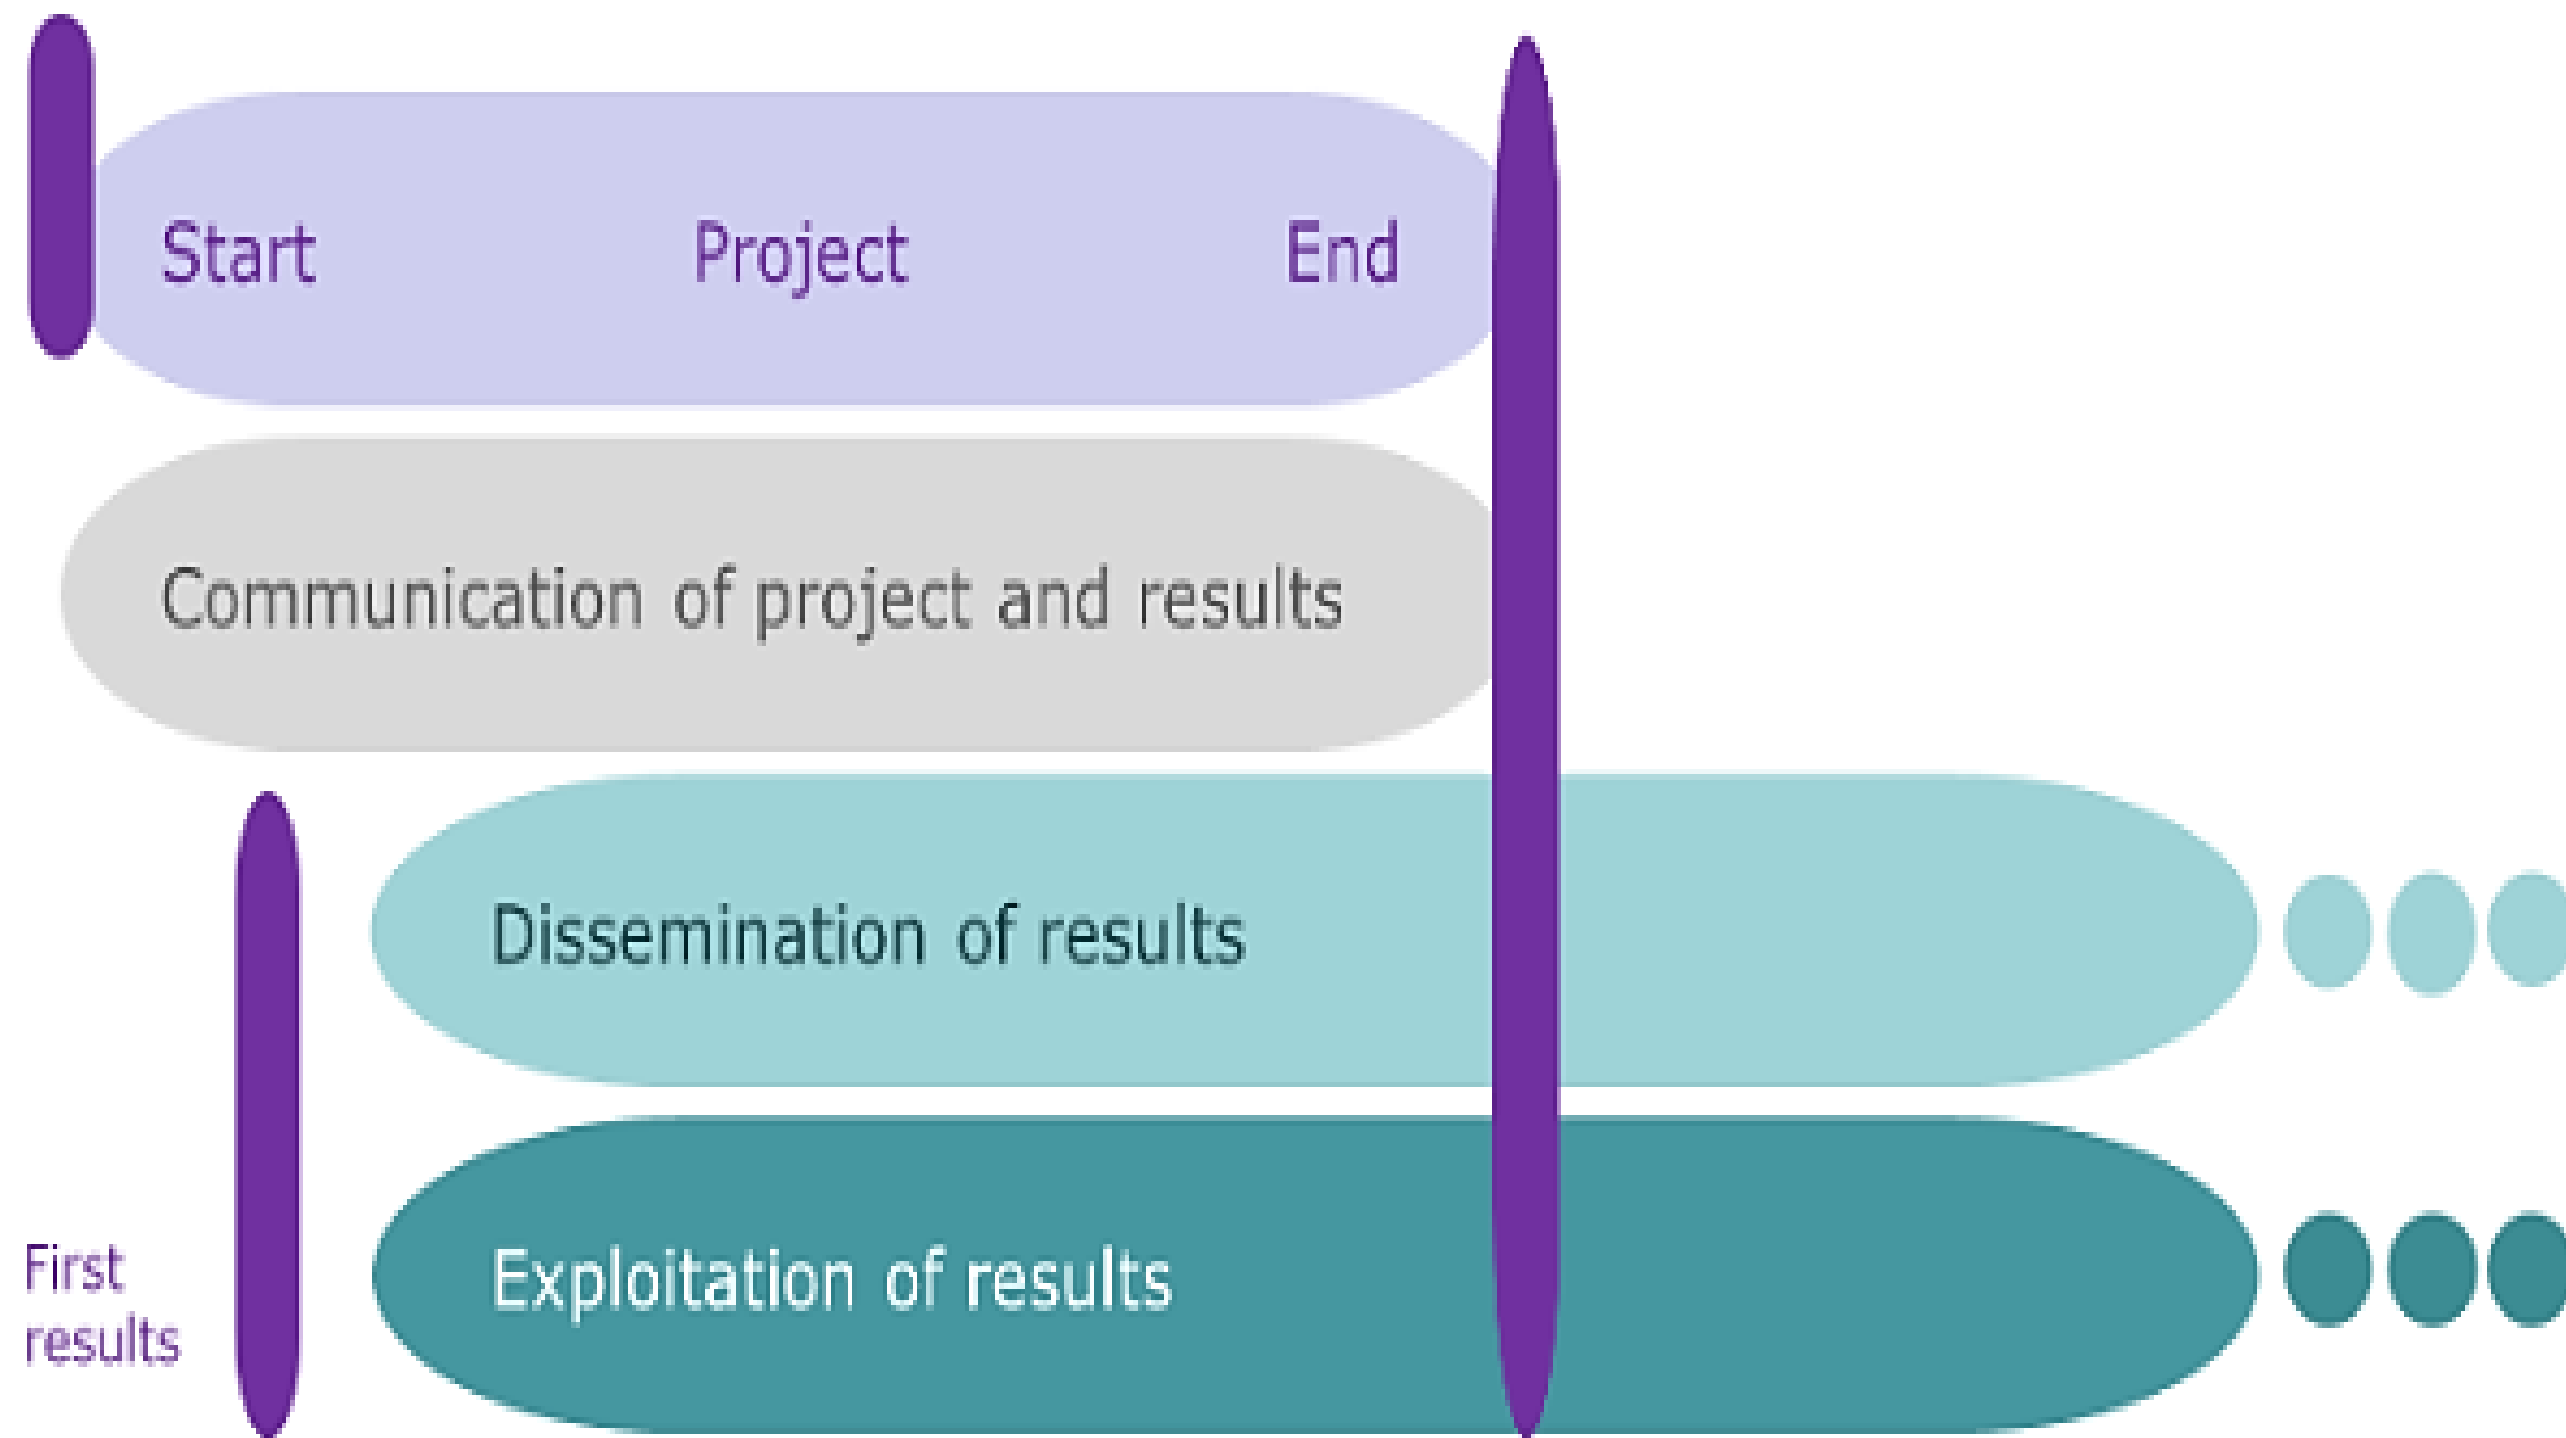 Start Project End
Communication of project and results
Dissemination of results
Exploitation of results
First
results